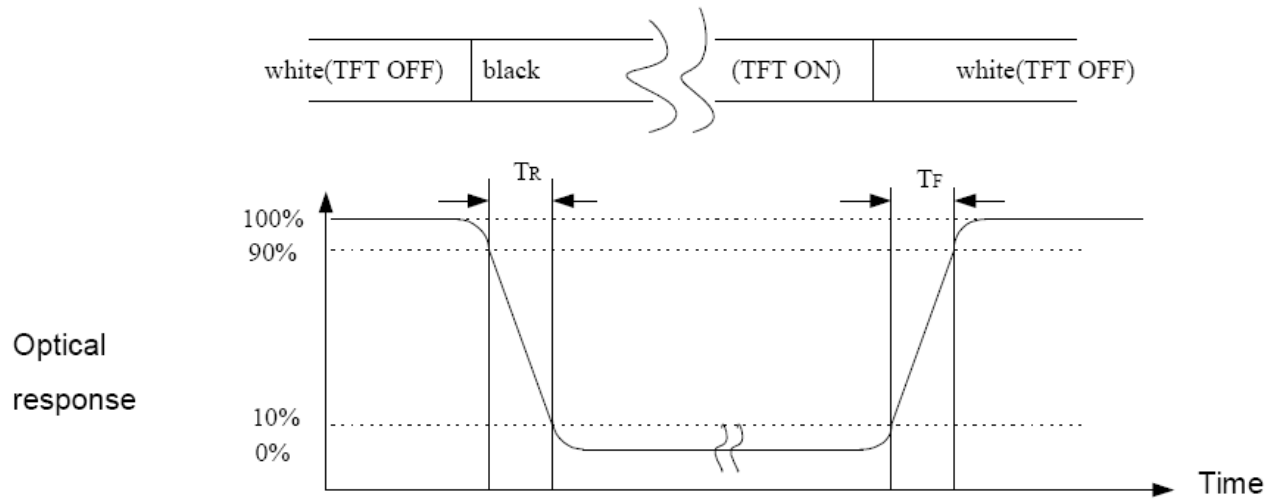 white(TFT OFF) black (TFT ON) white(TFT OFF)
TR TF
100%
90%
Optical
response
10%
0%
Time